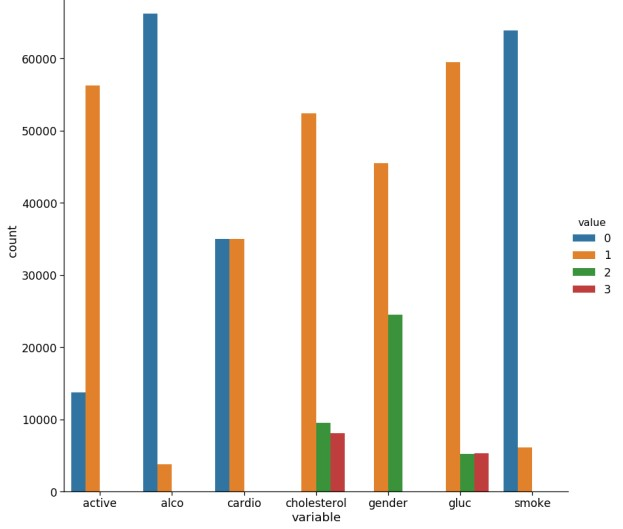 60000
50000
40000
30000
20000
10000
0
count
active alco cardio cholesterol gender gluc smoke
variable
value
0
1
2
3